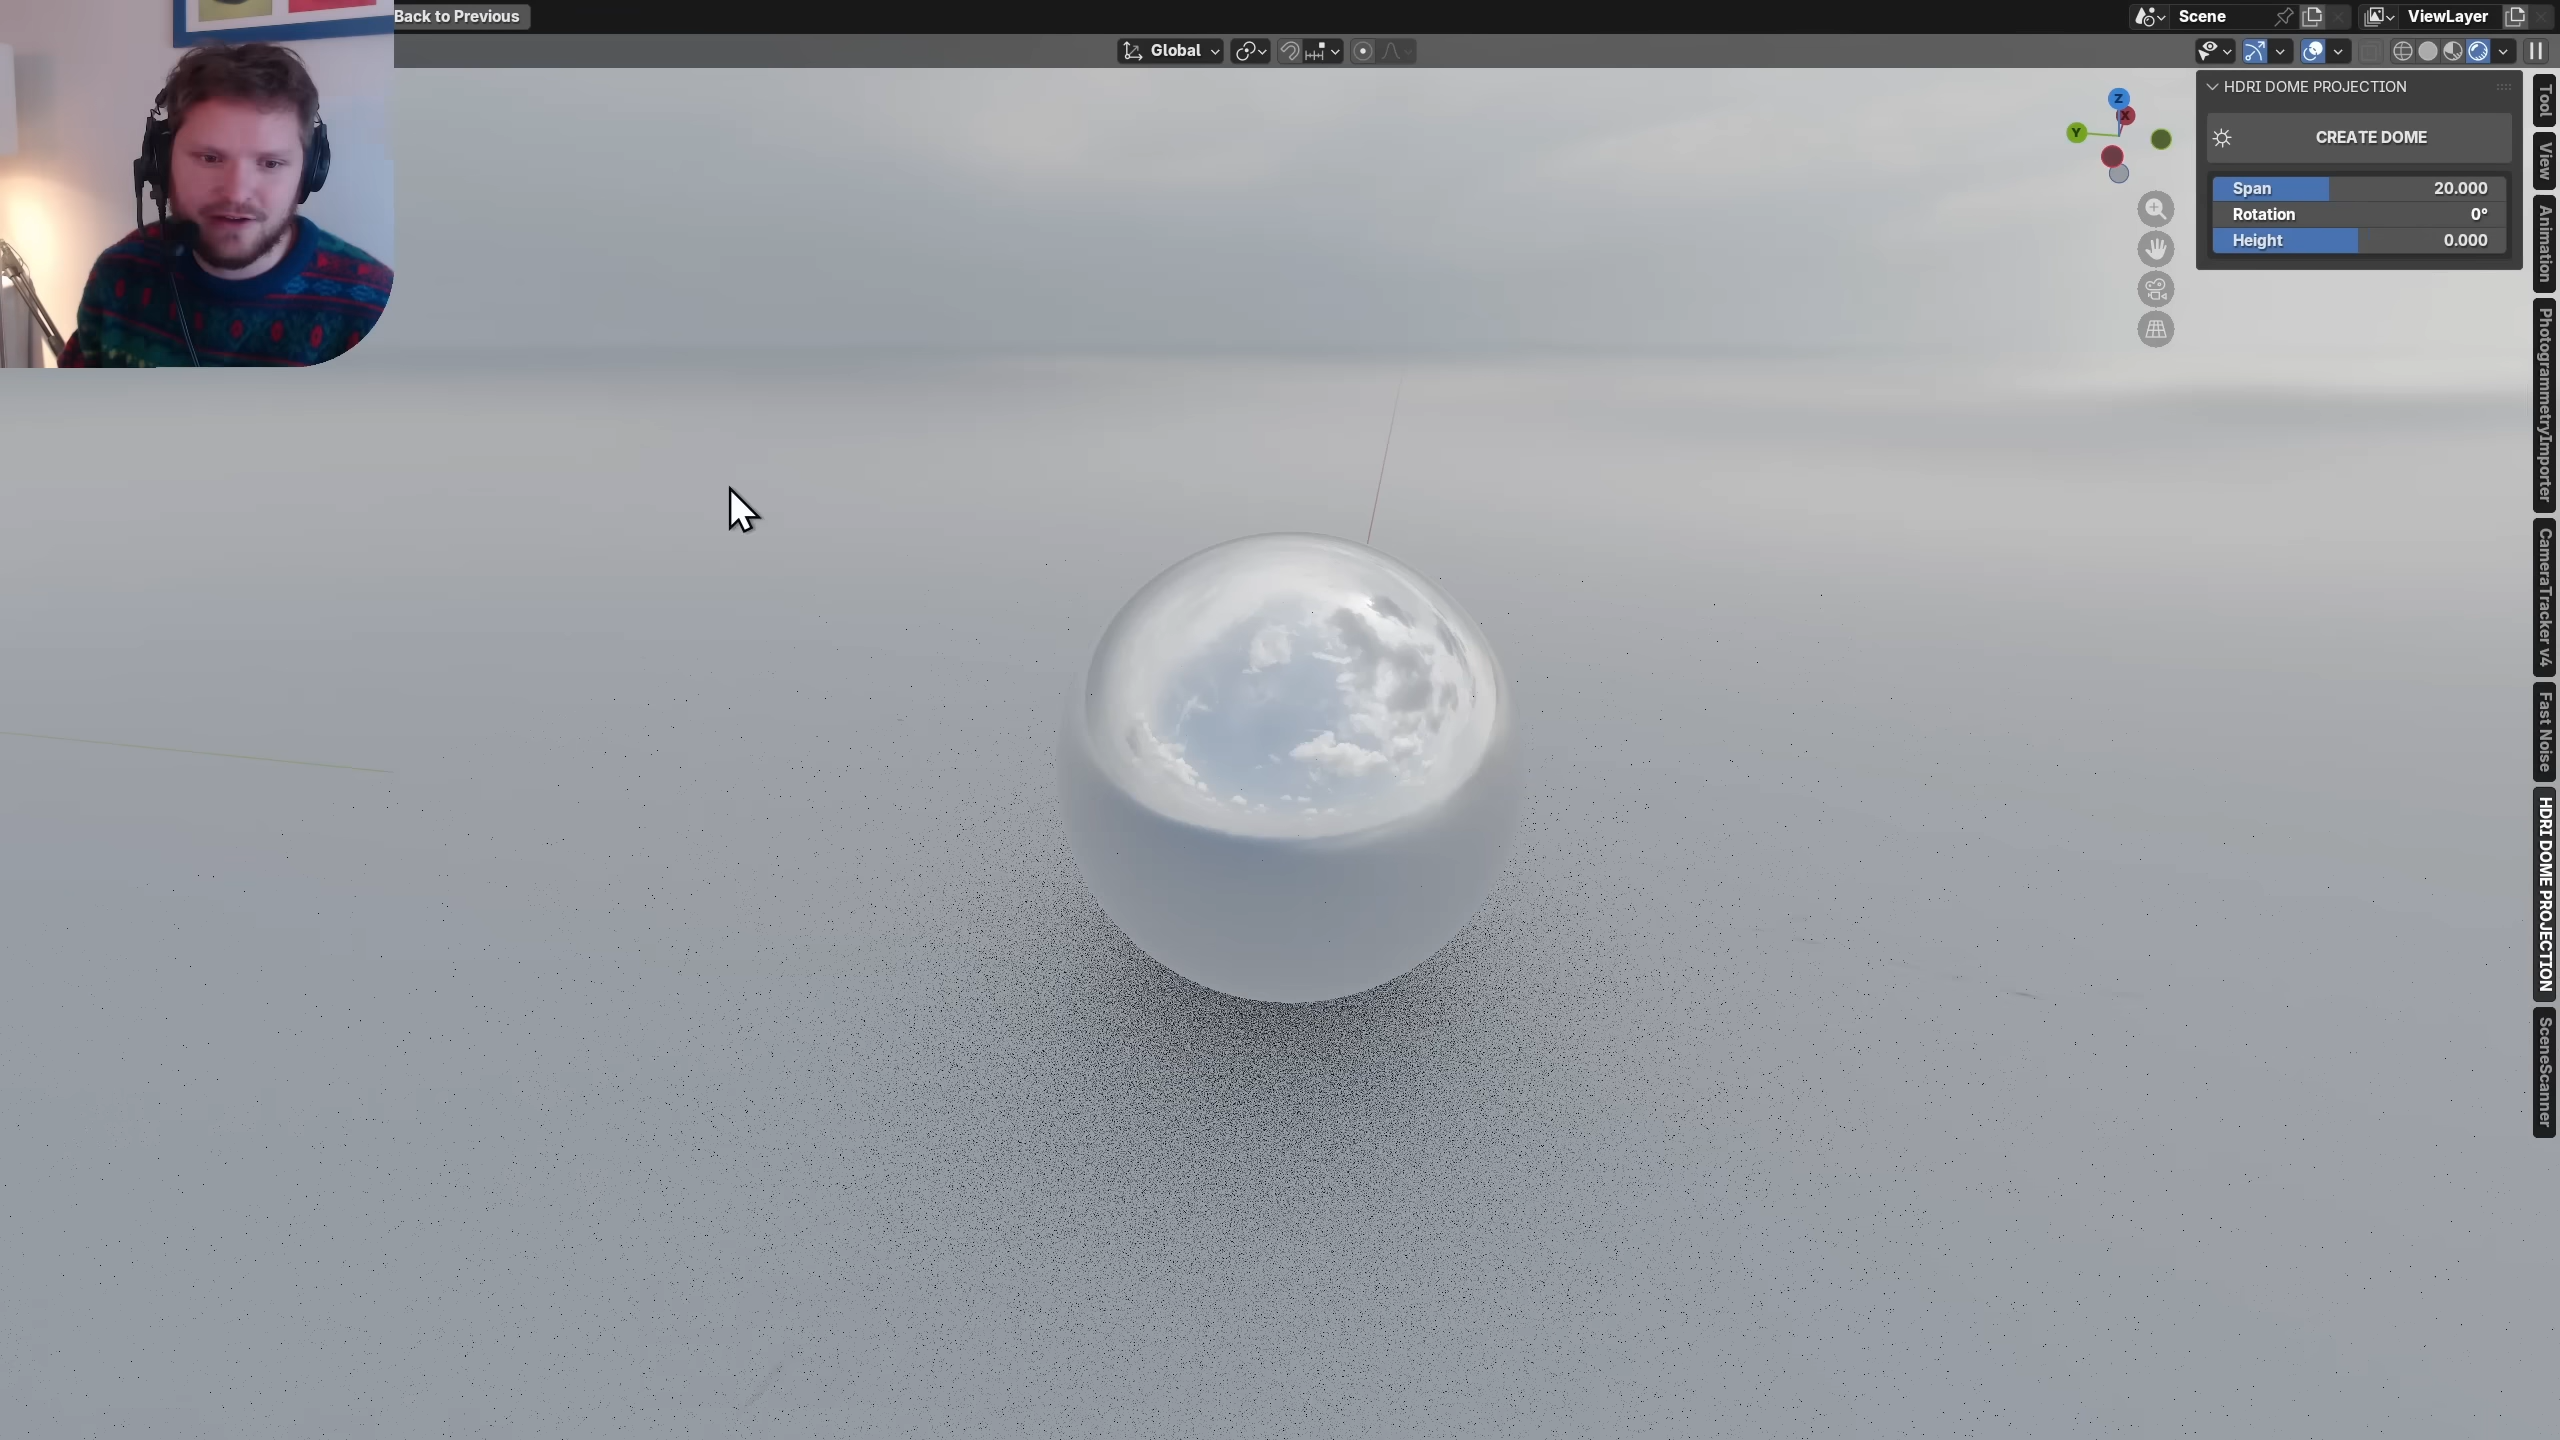 Back to Previous
Scene
ViewLayer
Global
HDRI DOME PROJECTION
CREATE DOME
Span 20.000
Rotation 0°
Height 0.000
Z
X
Y
Tool
View
Animation
PhotogrammetryImporter
CameraTracker v4
Fast Noise
HDRI DOME PROJECTION
SceneScanner